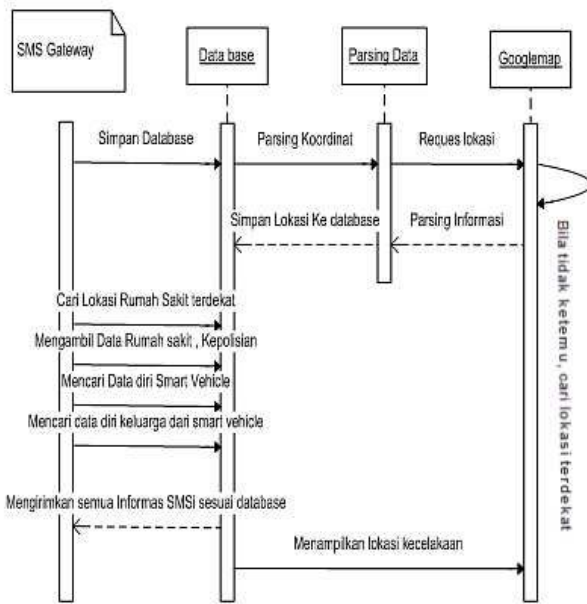 SMS Gateway
Data base
Parsing Data
Googlemap
Simpan Database
Parsing Koordinat
Reques lokasi
Simpan Lokasi Ke database
Parsing Informasi
Bila tidak ketemu, cari lokasi terdekat
Cari Lokasi Rumah Sakit terdekat
Mengambil Data Rumah sakit , Kepolisian
Mencari Data diri Smart Vehicle
Mencari data diri keluarga dari smart vehicle
Mengirimkan semua Informas SMSi sesuai database
Menampilkan lokasi kecelakaan